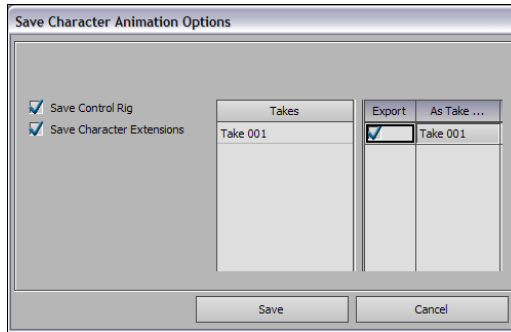 Save Character Animation Options
Save Control Rig
Save Character Extensions
Takes
Export
As Take ...
Take 001
Take 001
Save
Cancel